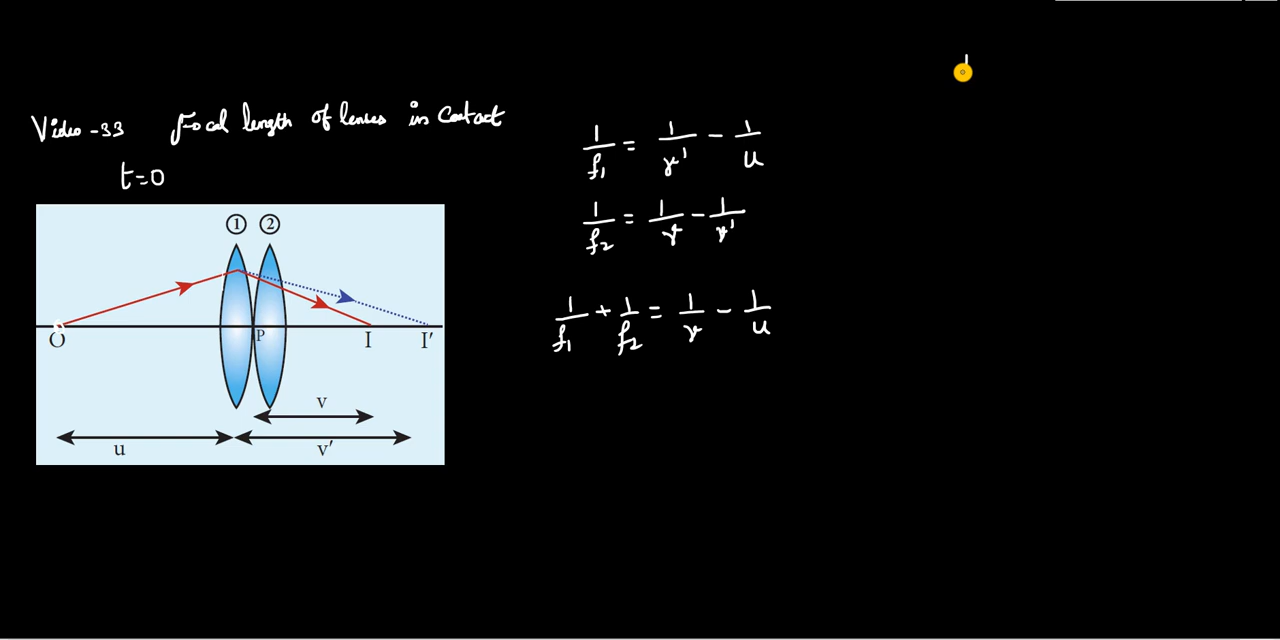 Video -33 Focal length of lenses in Contact
t=0
① ②
O P I I'
v
u v'
1/f₁ = 1/v' - 1/u
1/f₂ = 1/v - 1/v'
1/f₁ + 1/f₂ = 1/v - 1/u